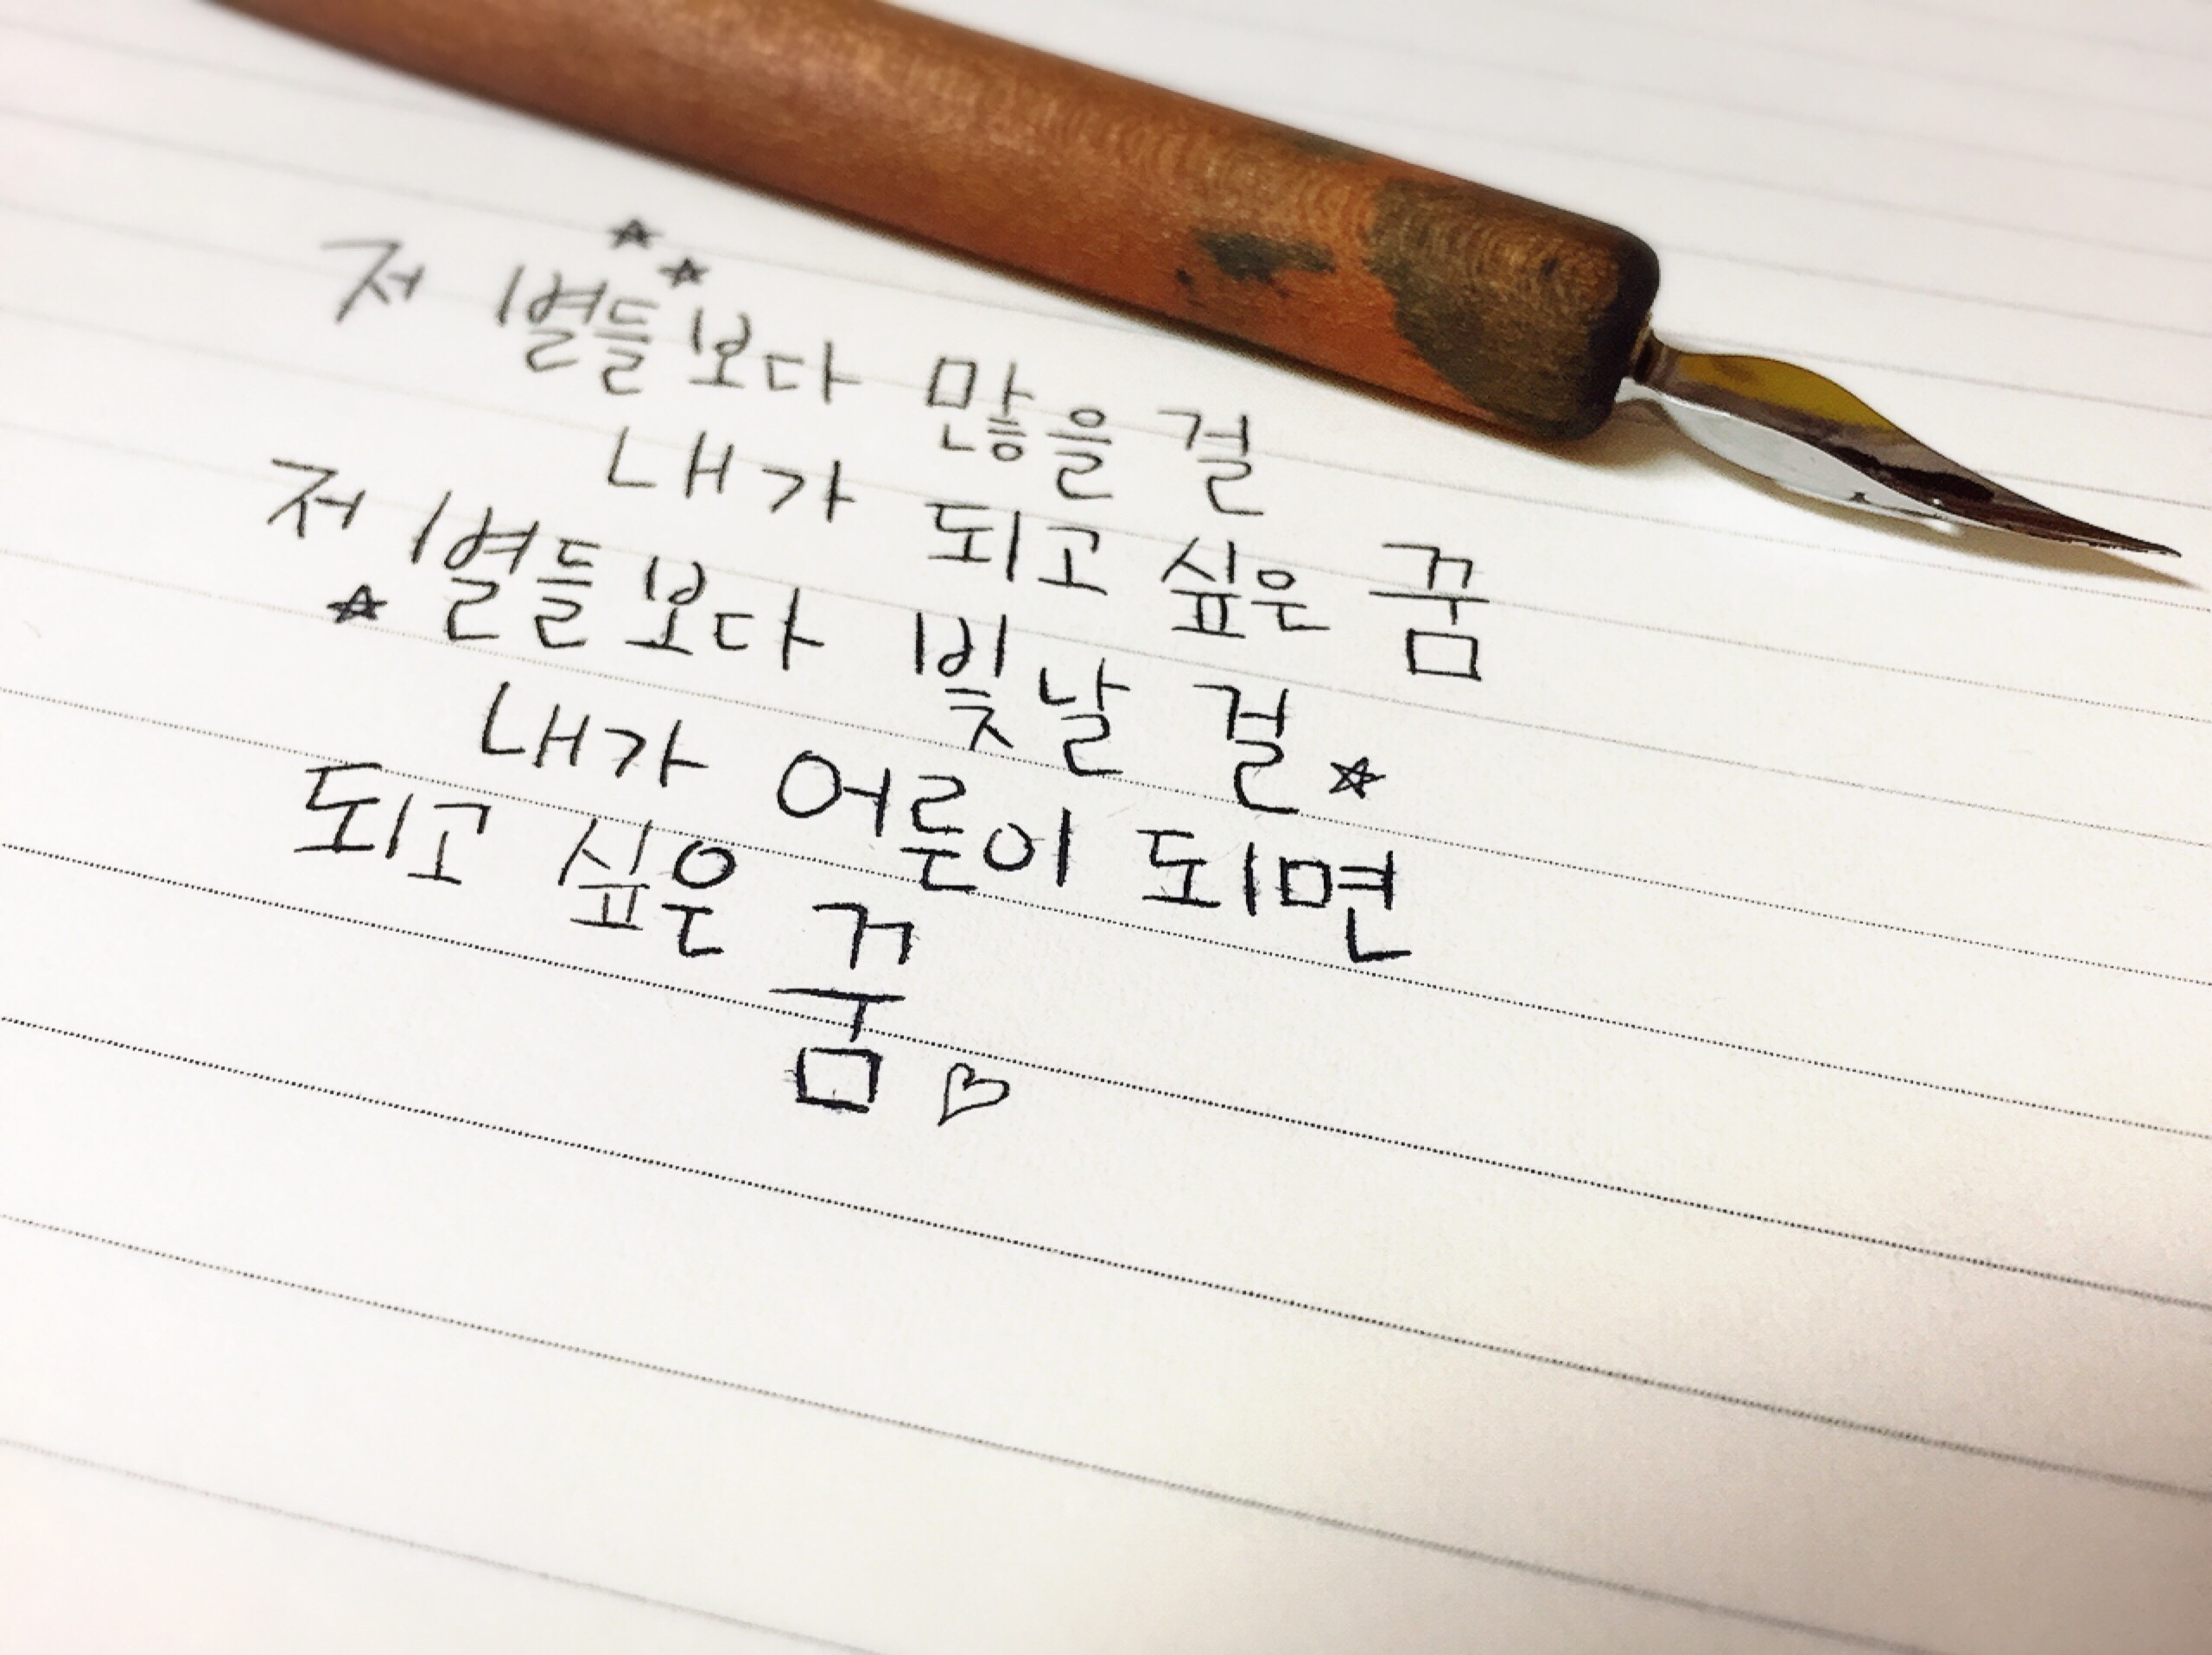 저 별들보다 많을 걸
내가 되고 싶은 꿈
저 별들보다 빛날 걸☆
내가 어른이 되면
되고 싶은 꿈♡